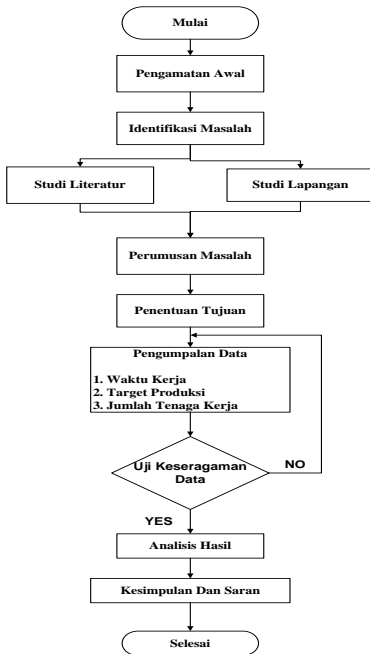 Mulai
Pengamatan Awal
Identifikasi Masalah
Studi Literatur
Studi Lapangan
Perumusan Masalah
Penentuan Tujuan
Pengumpalan Data
1. Waktu Kerja
2. Target Produksi
3. Jumlah Tenaga Kerja
Uji Keseragaman
Data
NO
YES
Analisis Hasil
Kesimpulan Dan Saran
Selesai